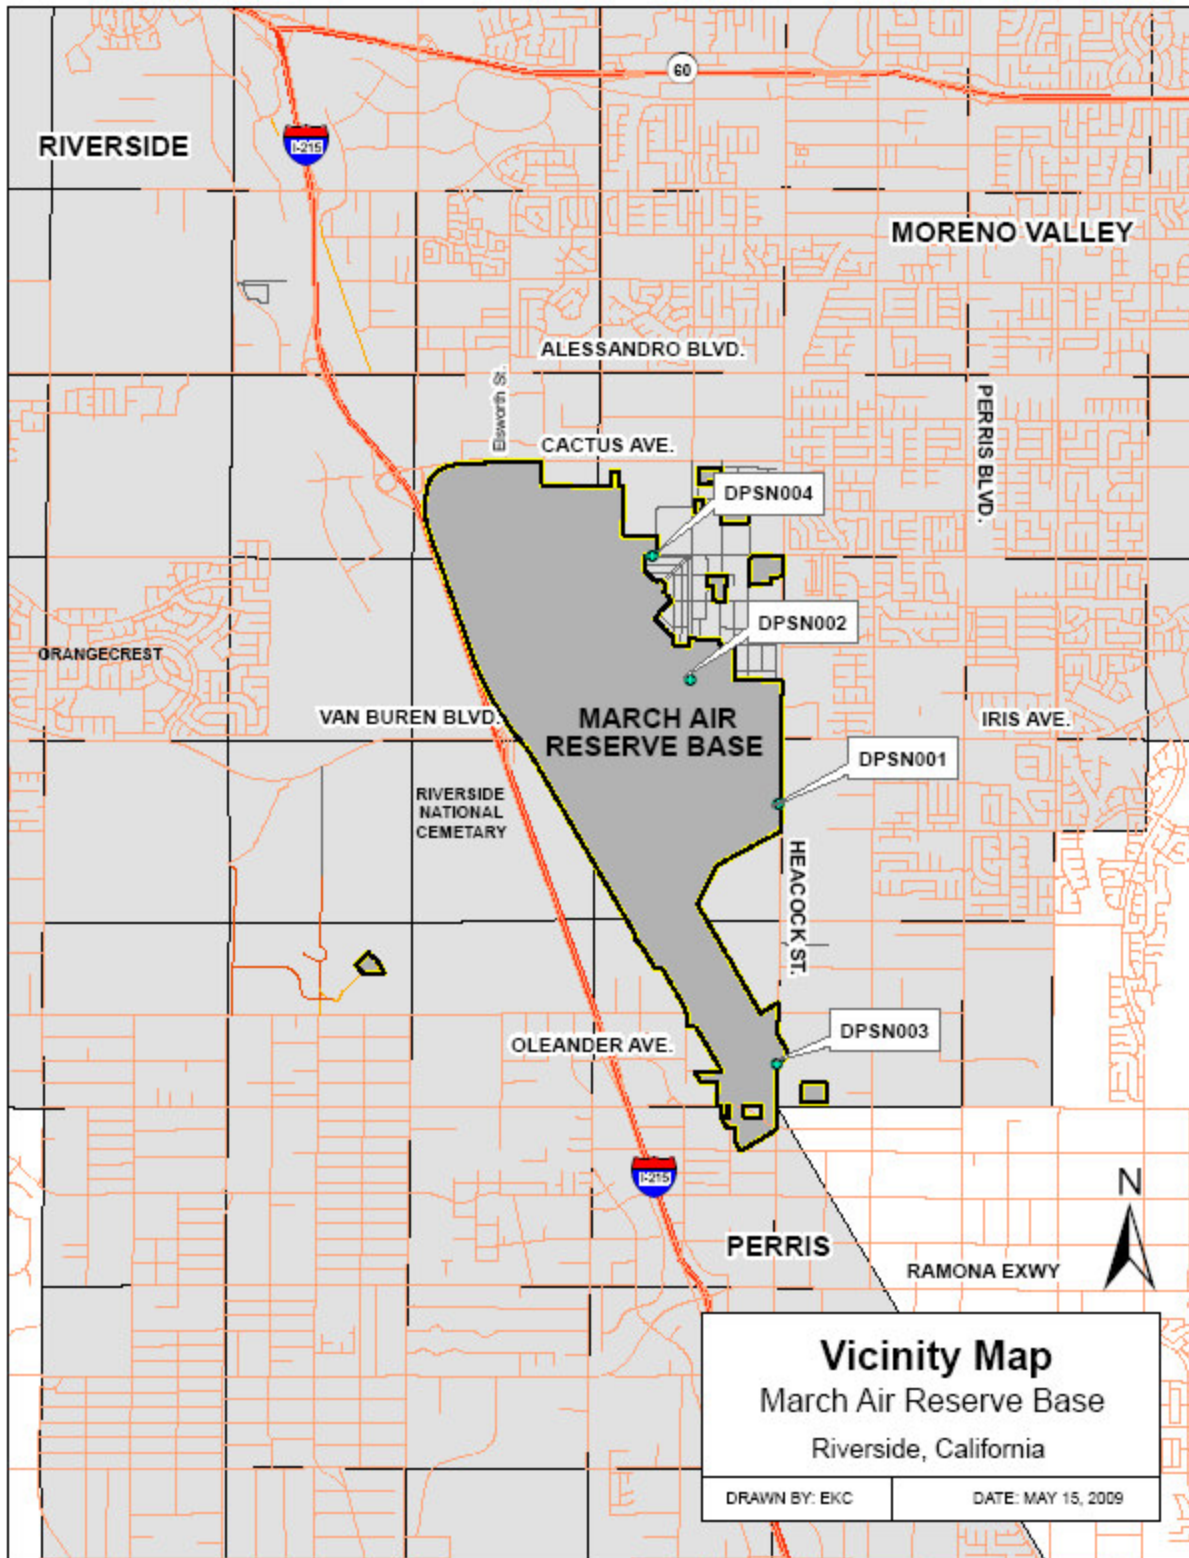 60
RIVERSIDE
I-215
MORENO VALLEY
ALESSANDRO BLVD.
Elsworth St.
PERRIS BLVD.
CACTUS AVE.
DPSN004
DPSN002
ORANGECREST
VAN BUREN BLVD.
MARCH AIR
RESERVE BASE
IRIS AVE.
DPSN001
RIVERSIDE
NATIONAL
CEMETARY
HEACOCK ST.
DPSN003
OLEANDER AVE.
I-215
N
PERRIS
RAMONA EXWY
Vicinity Map
March Air Reserve Base
Riverside, California
DRAWN BY: EKC
DATE: MAY 15, 2009